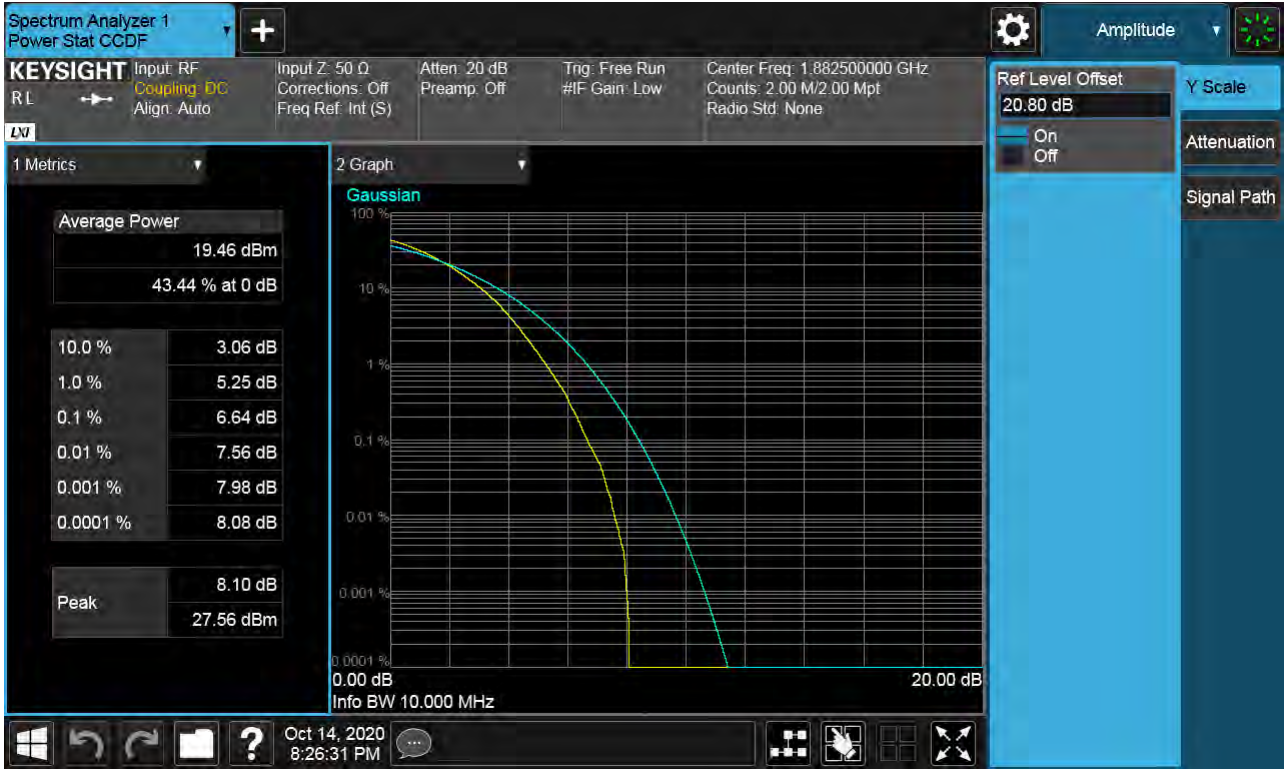 Spectrum Analyzer 1
Power Stat CCDF
+
Amplitude
KEYSIGHT
R L
LXI
Input: RF
Coupling: DC
Align: Auto
Input Z: 50 Ω
Corrections: Off
Freq Ref: Int (S)
Atten: 20 dB
Preamp: Off
Trig: Free Run
#IF Gain: Low
Center Freq: 1.882500000 GHz
Counts: 2.00 M/2.00 Mpt
Radio Std: None
Ref Level Offset
20.80 dB
On
Off
Y Scale
Attenuation
Signal Path
1 Metrics
Average Power
19.46 dBm
43.44 % at 0 dB
10.0 % 3.06 dB
1.0 % 5.25 dB
0.1 % 6.64 dB
0.01 % 7.56 dB
0.001 % 7.98 dB
0.0001 % 8.08 dB
Peak
8.10 dB
27.56 dBm
2 Graph
Gaussian
100 %
10 %
1 %
0.1 %
0.01 %
0.001 %
0.0001 %
0.00 dB 20.00 dB
Info BW 10.000 MHz
?
Oct 14, 2020
8:26:31 PM